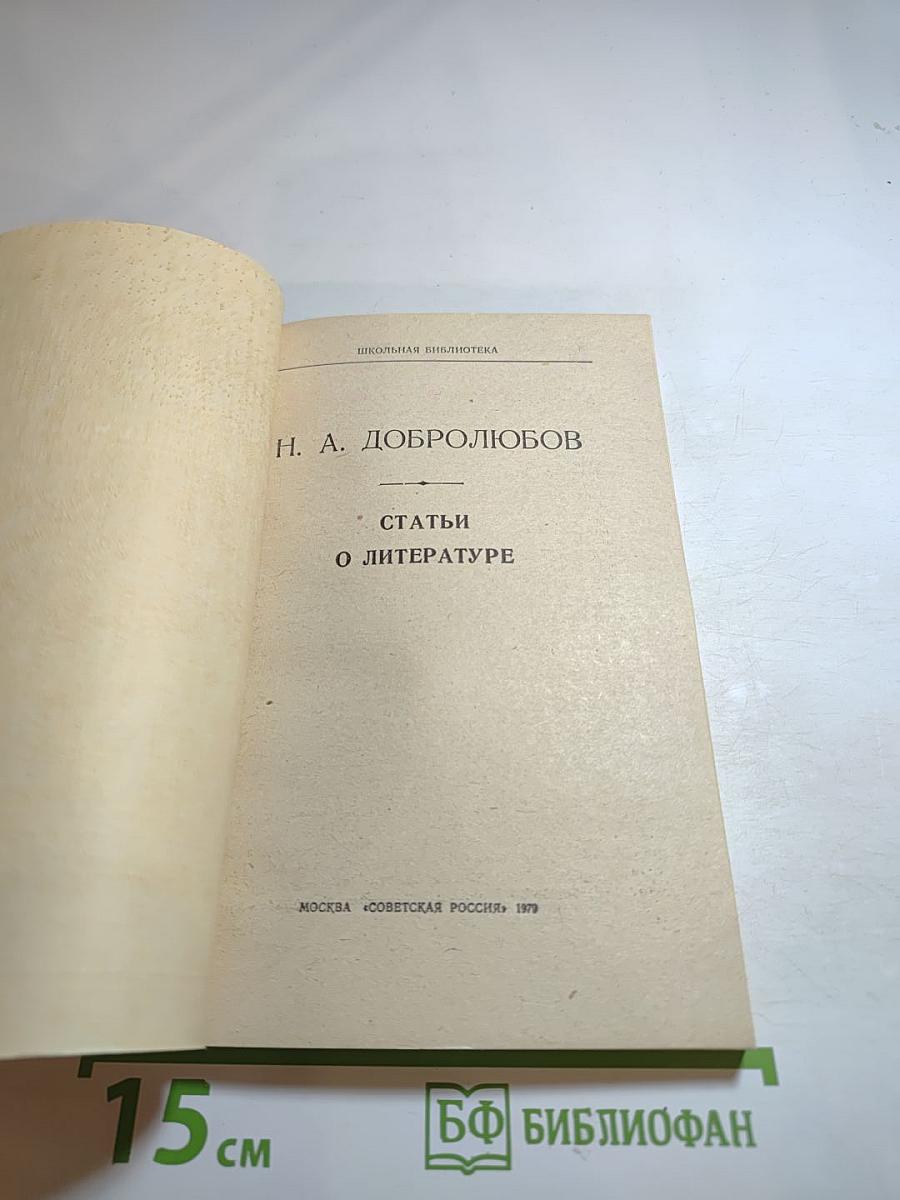 ШКОЛЬНАЯ БИБЛИОТЕКА
Н. А. ДОБРОЛЮБОВ
СТАТЬИ
О ЛИТЕРАТУРЕ
МОСКВА «СОВЕТСКАЯ РОССИЯ» 1979
15 см
БФ БИБЛИОФАН